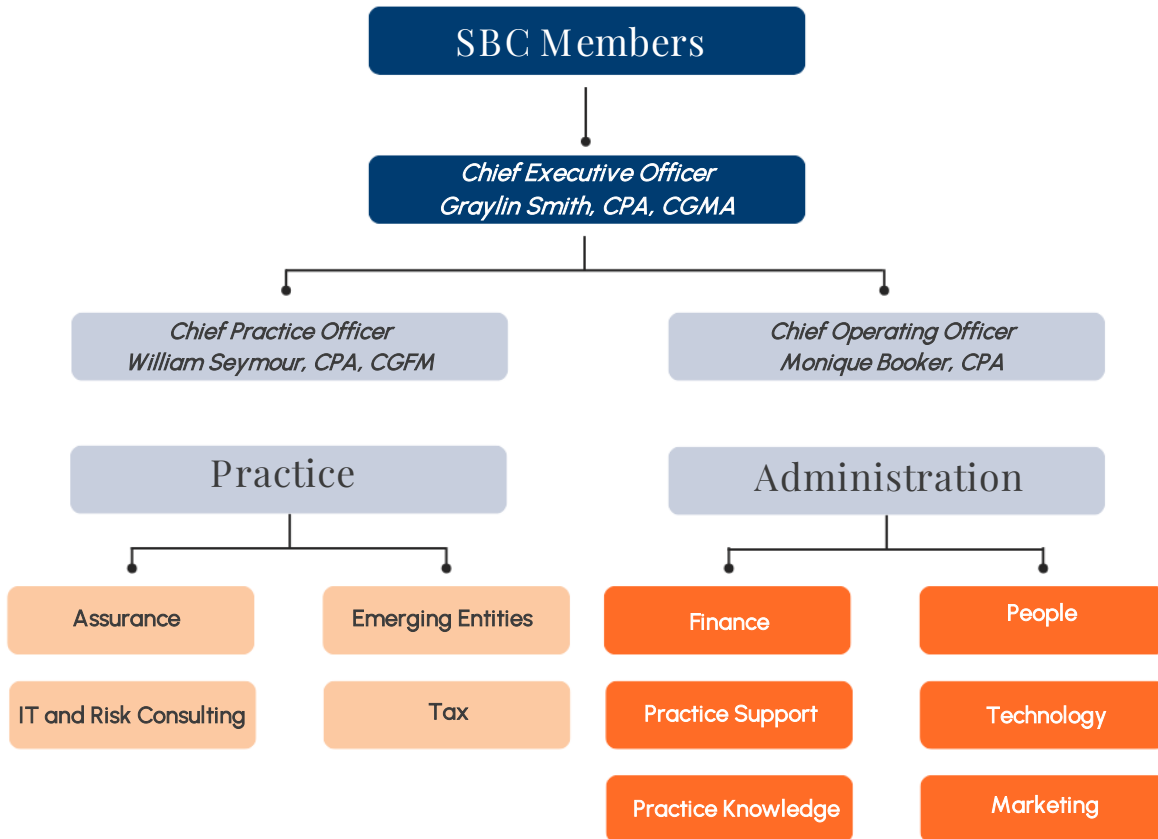 SBC Members
Chief Executive Officer
Graylin Smith, CPA, CGMA
Chief Practice Officer
William Seymour, CPA, CGFM
Chief Operating Officer
Monique Booker, CPA
Practice
Administration
Assurance
Emerging Entities
Finance
People
IT and Risk Consulting
Tax
Practice Support
Technology
Practice Knowledge
Marketing